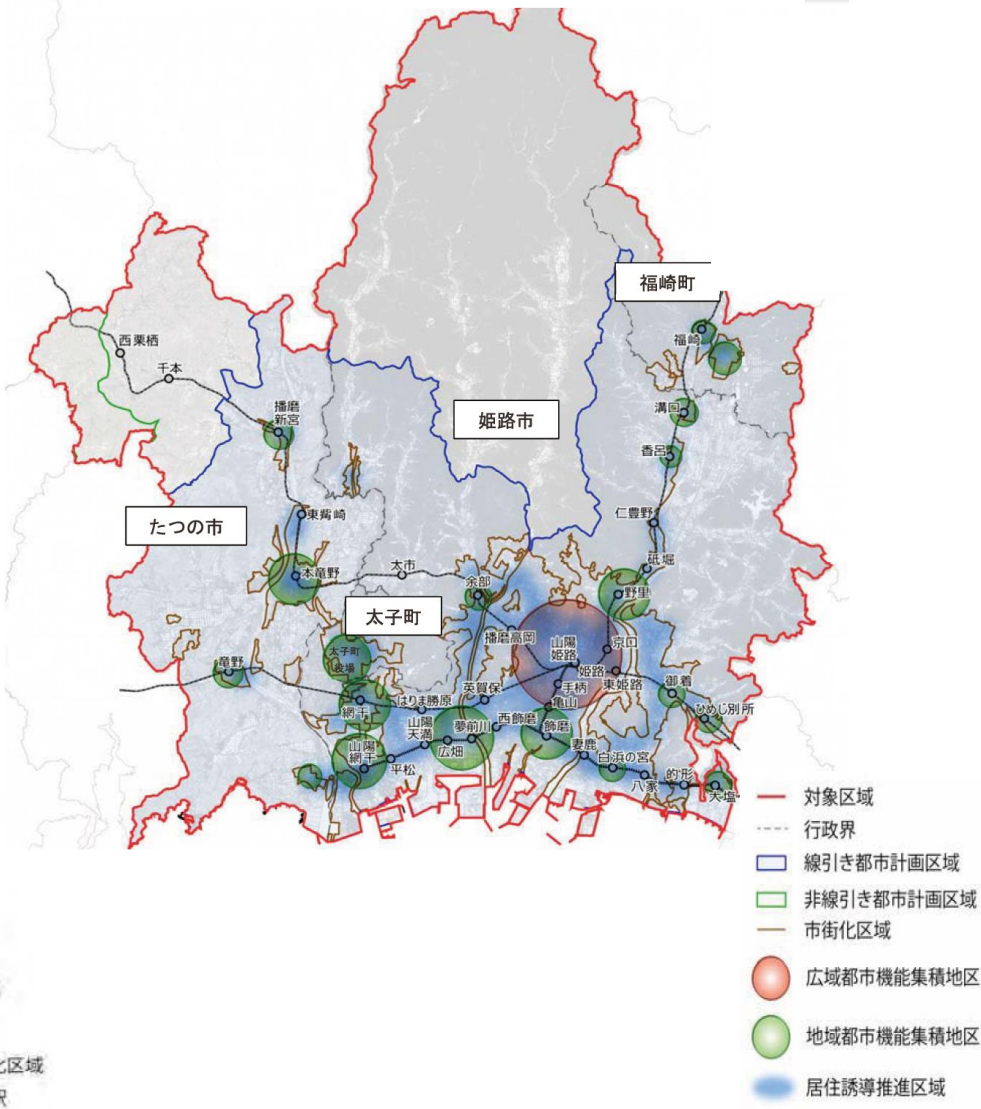 福崎町
福崎
西栗栖
千本
溝口
播磨
新宮
姫路市
香呂
仁豊野
東觜崎
たつの市
砥堀
太市
本竜野
余部
野里
太子町
播磨高岡
山陽
姫路
京口
太子町
役場
姫路
東姫路
竜野
手柄
御着
英賀保
網干
はりま勝原
亀山
ひめじ別所
山陽
天満
西飾磨
夢前川
飾磨
広畑
妻鹿
山陽
網干
平松
白浜の宮
八家
的形
大塩
対象区域
行政界
線引き都市計画区域
非線引き都市計画区域
市街化区域
広域都市機能集積地区
地域都市機能集積地区
居住誘導推進区域
区域